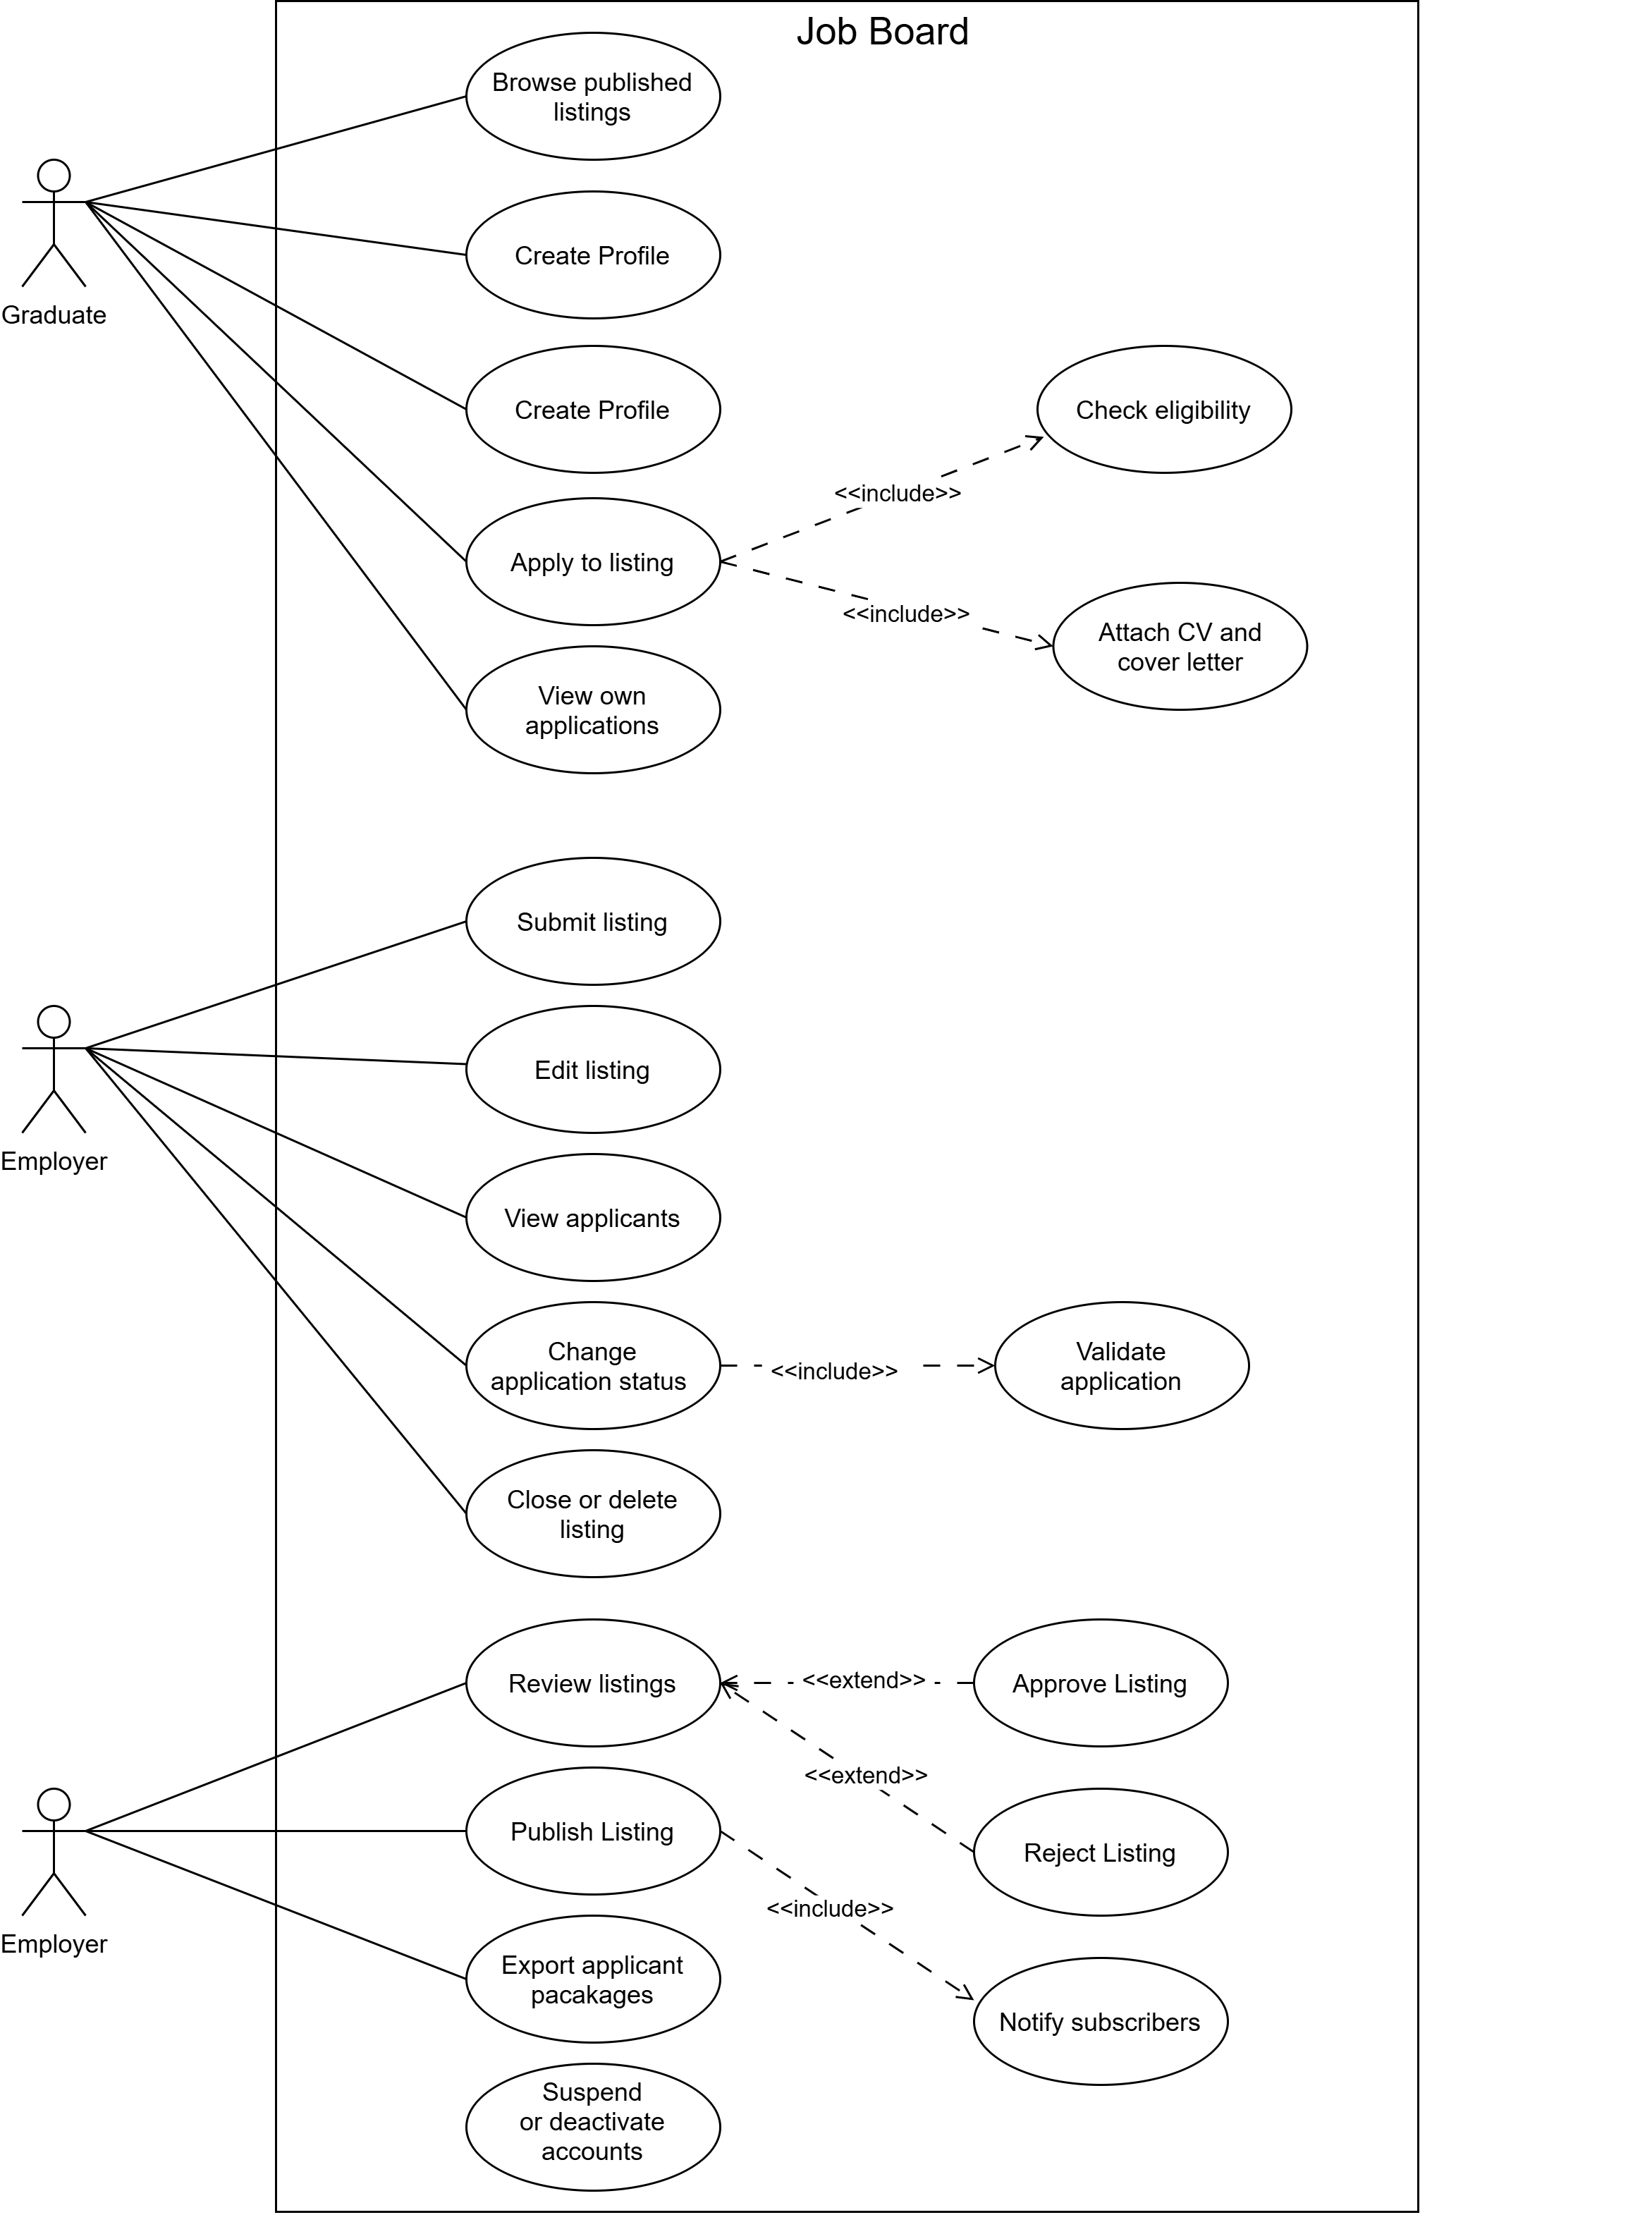 Job Board
Browse published
listings
Graduate
Create Profile
Create Profile
Check eligibility
<<include>>
Apply to listing
<<include>>
Attach CV and
cover letter
View own
applications
Submit listing
Employer
Edit listing
View applicants
Change
application status
<<include>>
Validate
application
Close or delete
listing
Review listings
<<extend>>
Approve Listing
<<extend>>
Employer
Publish Listing
Reject Listing
<<include>>
Export applicant
pacakages
Notify subscribers
Suspend
or deactivate
accounts